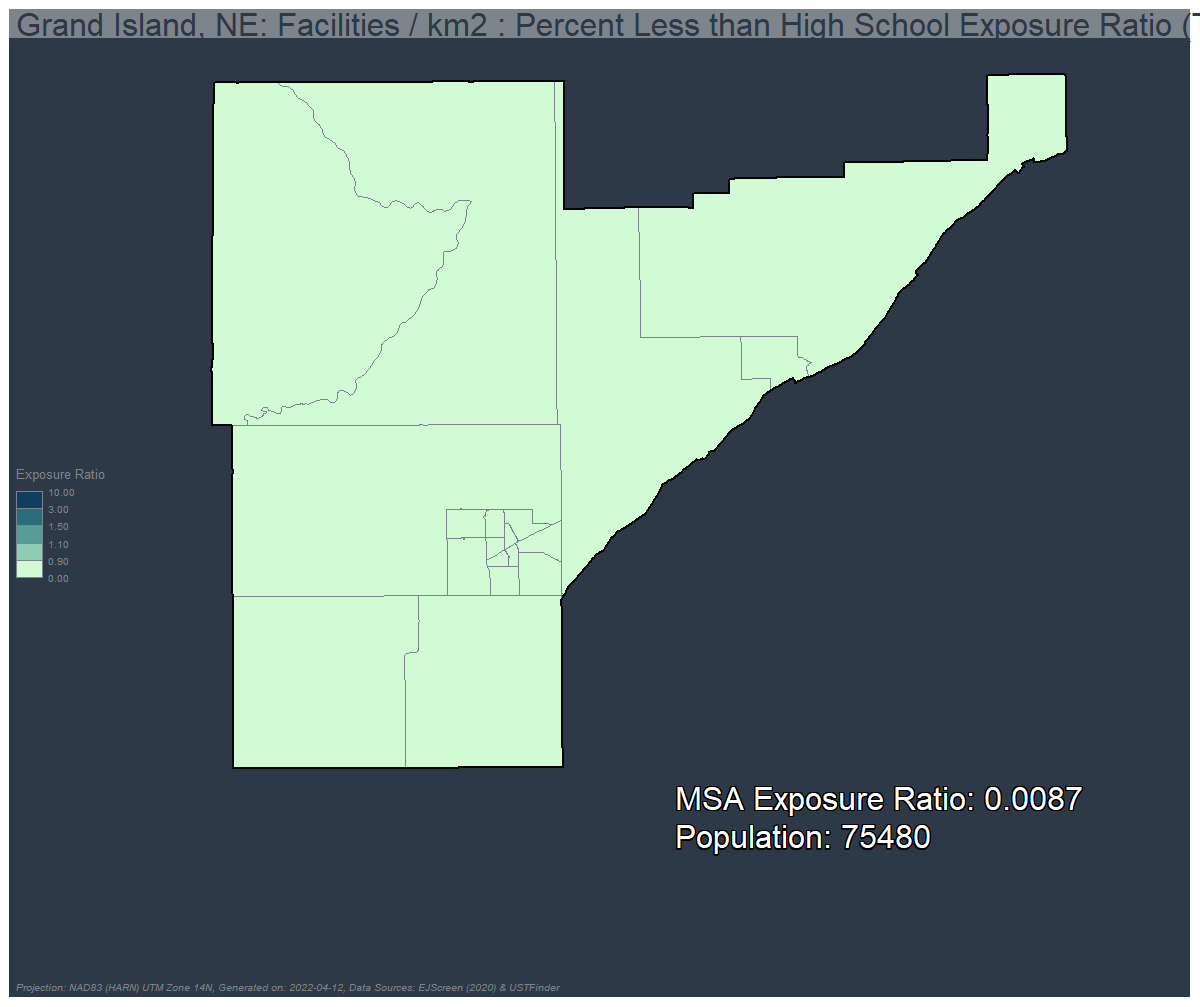 Grand Island, NE: Facilities / km2 : Percent Less than High School Exposure Ratio (
Exposure Ratio
10.00
3.00
1.50
1.10
0.90
0.00
MSA Exposure Ratio: 0.0087
Population: 75480
Projection: NAD83 (HARN) UTM Zone 14N, Generated on: 2022-04-12, Data Sources: EJScreen (2020) & USTFinder